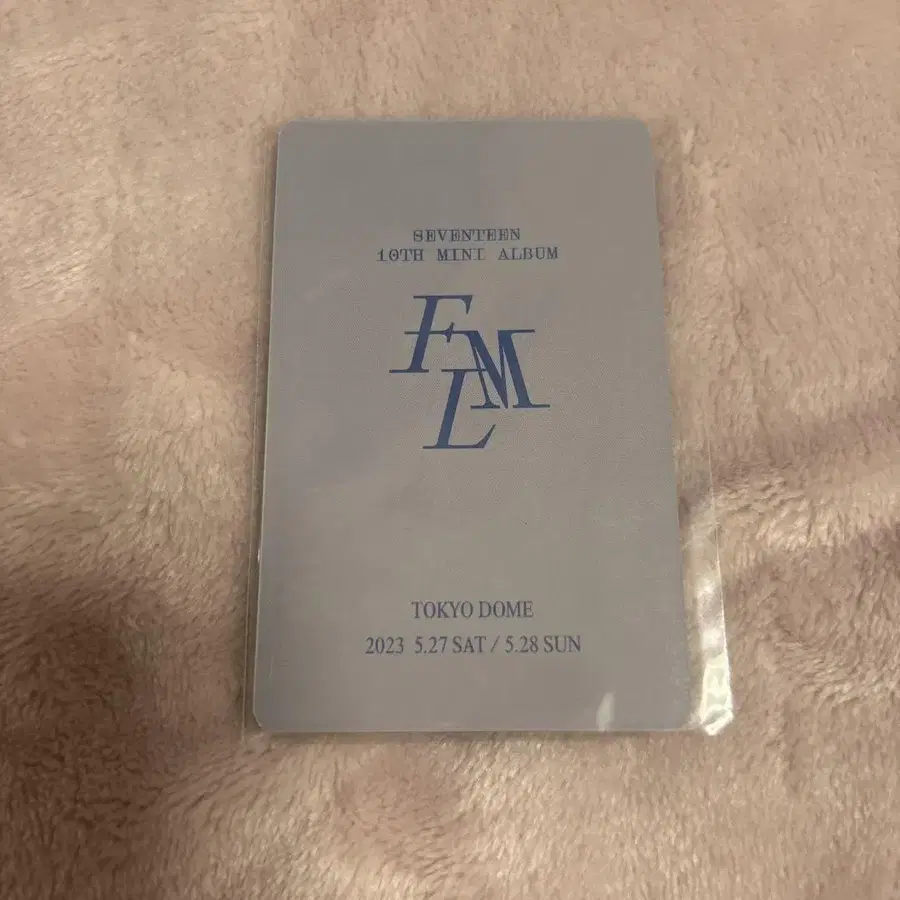 SEVENTEEN
10TH MINI ALBUM
FML
TOKYO DOME
2023 5.27 SAT / 5.28 SUN